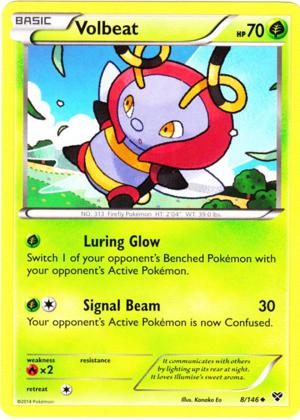 BASIC
Volbeat
HP70
NO. 313 Firefly Pokémon HT: 2'04" WT: 39.0 lbs.
Luring Glow
Switch 1 of your opponent's Benched Pokémon with
your opponent's Active Pokémon.
Signal Beam 30
Your opponent's Active Pokémon is now Confused.
weakness resistance
×2
It communicates with others
by lighting up its rear at night.
It loves Illumise's sweet aroma.
retreat
©2014 Pokémon
Illus. Kanako Eo
8/146